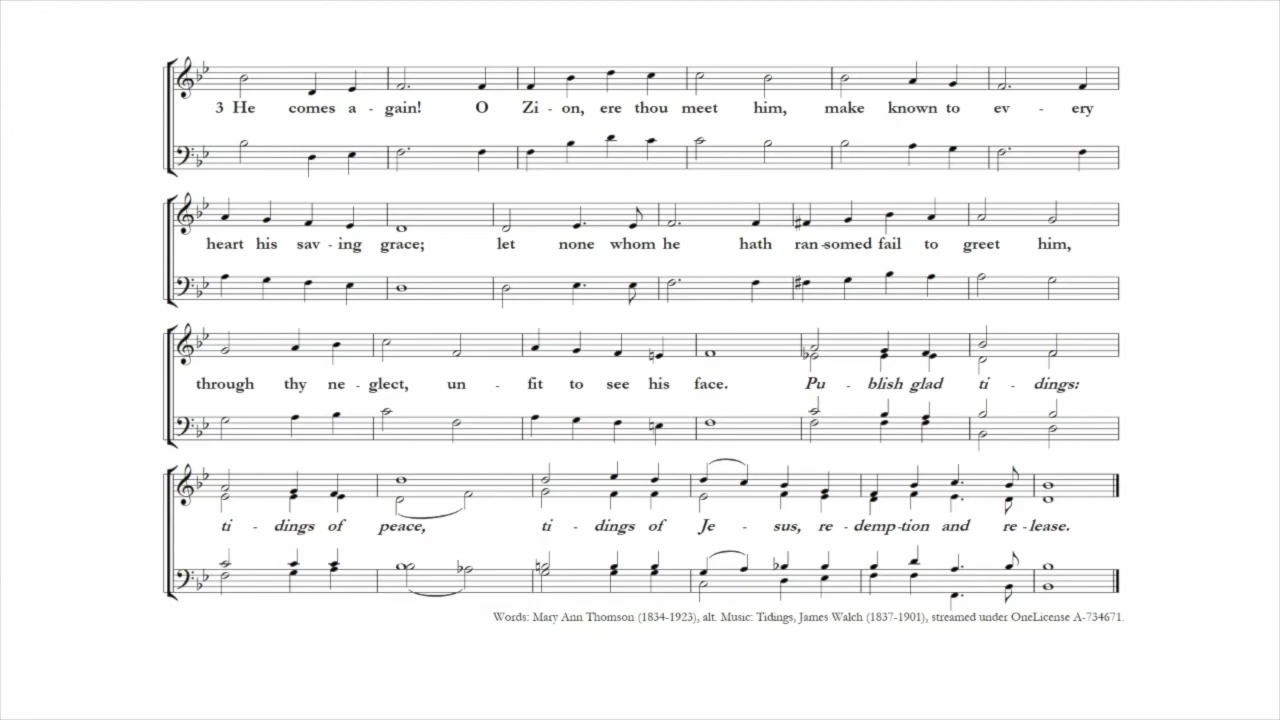 3 He comes a - gain! O Zi - on, ere thou meet him, make known to ev - ery
heart his sav - ing grace; let none whom he hath ran - somed fail to greet him,
through thy ne - glect, un - fit to see his face. Pu - blish glad ti - dings:
ti - dings of peace, ti - dings of Je - sus, re - demp - tion and re - lease.
Words: Mary Ann Thomson (1834-1923), alt. Music: Tidings, James Walch (1837-1901), streamed under OneLicense A-734671.